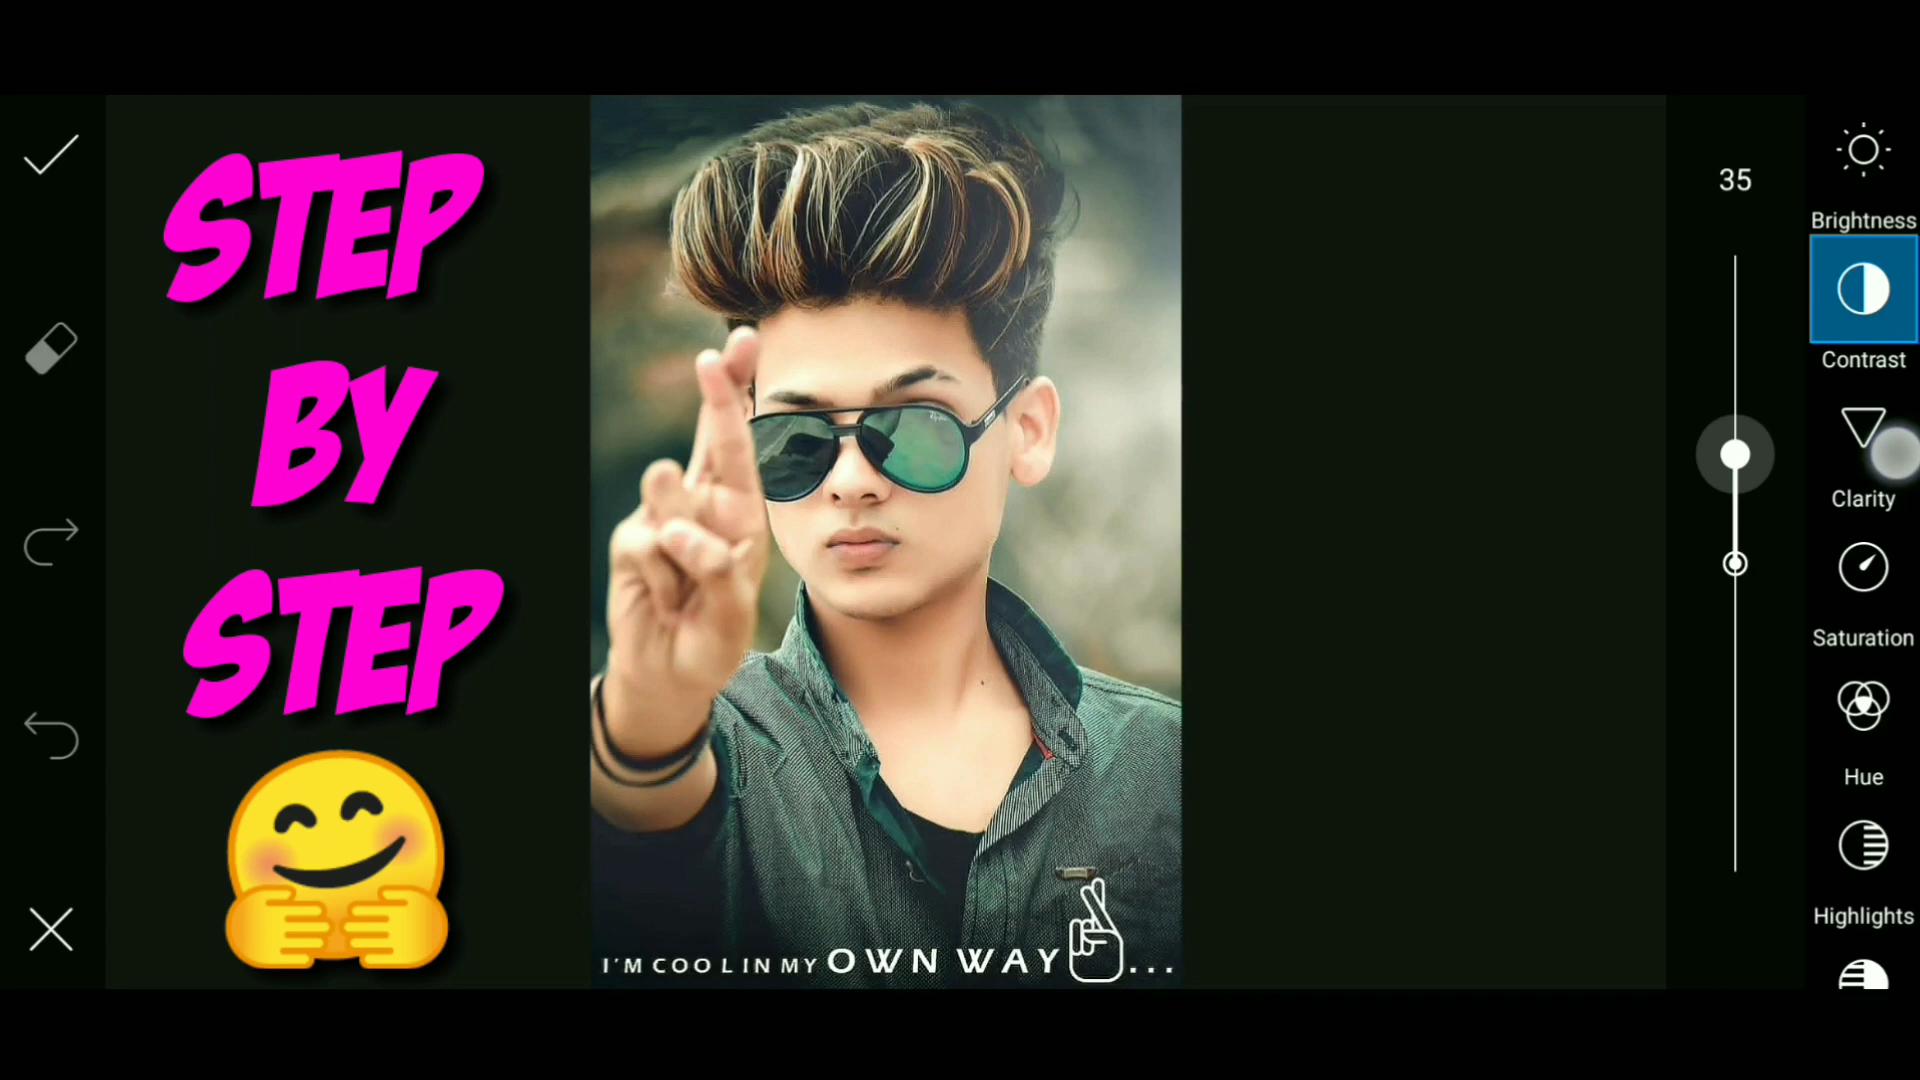 STEP
BY
STEP
I'M COOL IN MY OWN WAY...
35
Brightness
Contrast
Clarity
Saturation
Hue
Highlights